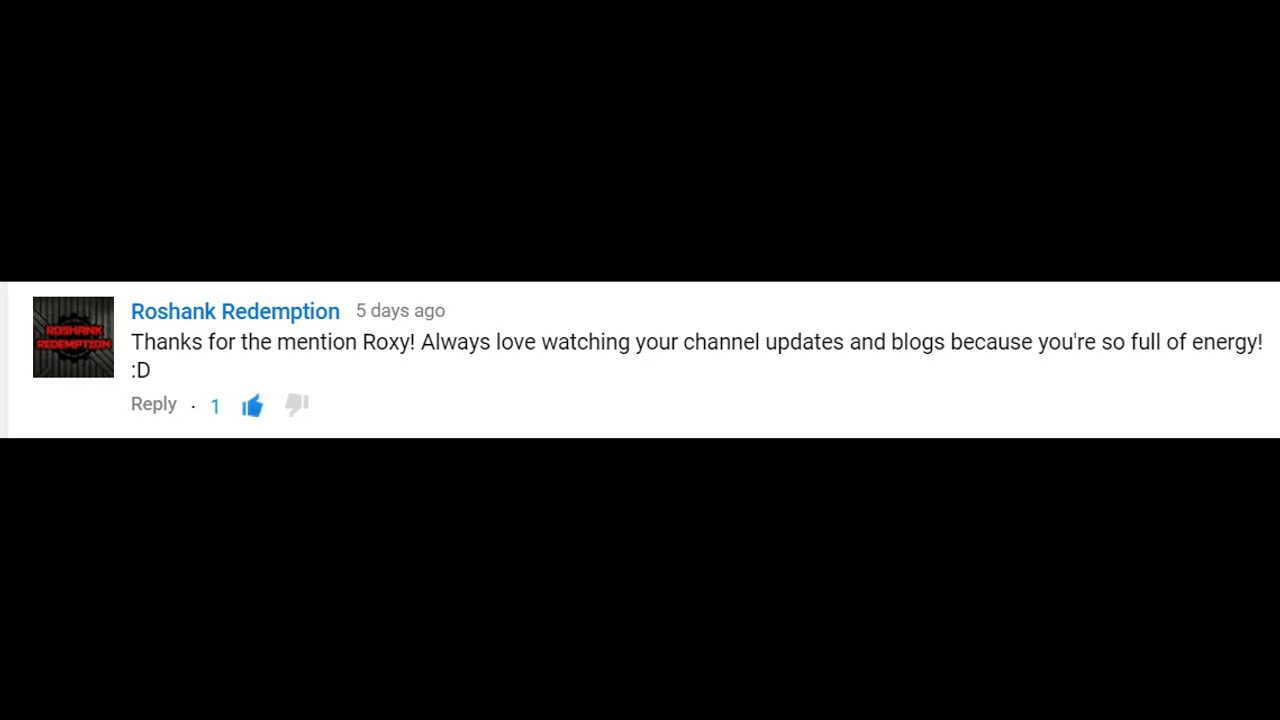 ROSHANK
REDEMPTION
Roshank Redemption 5 days ago
Thanks for the mention Roxy! Always love watching your channel updates and blogs because you're so full of energy!
:D
Reply · 1